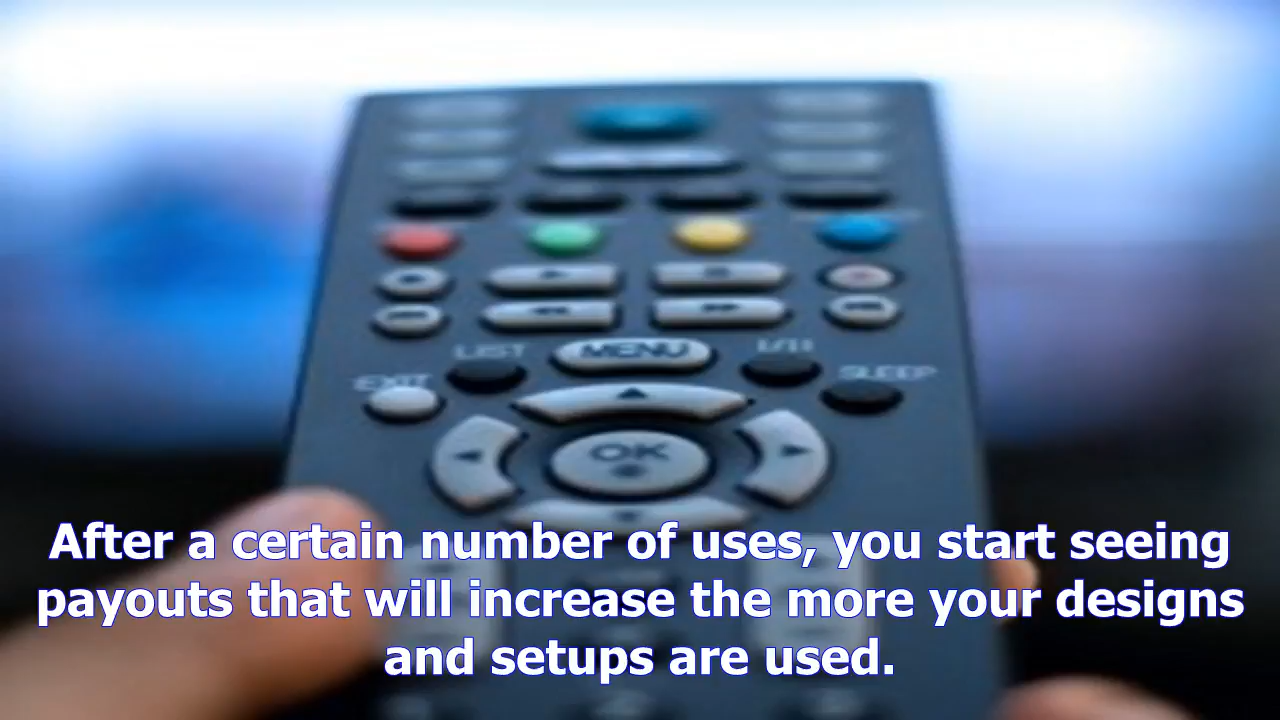 LIST
MENU
I/II
EXIT
SLEEP
OK
After a certain number of uses, you start seeing
payouts that will increase the more your designs
and setups are used.